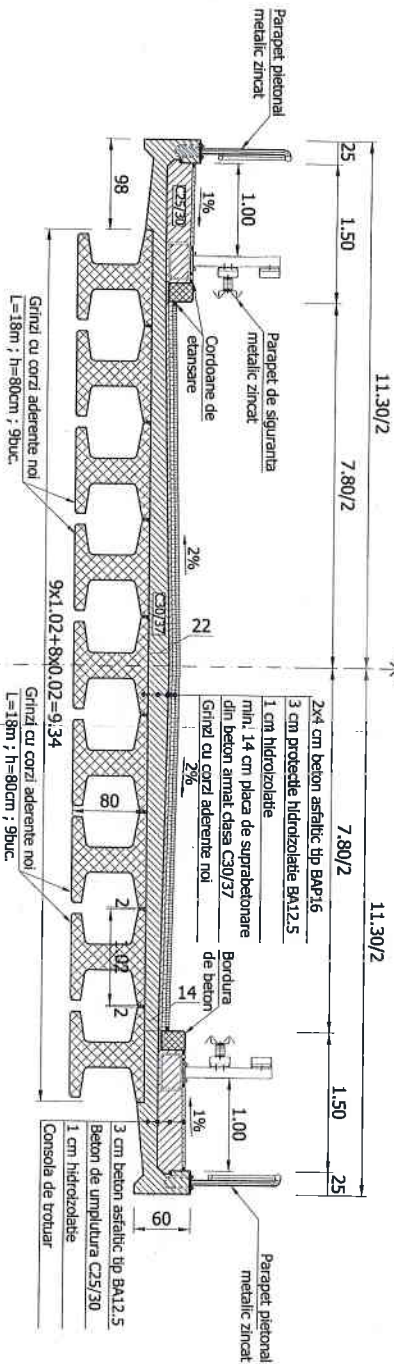 Parapet pietonal
metalic zincat
11.30/2
11.30/2
25
1.50
7.80/2
7.80/2
1.50
25
1.00
1.00
Parapet de siguranta
metalic zincat
Cordoane de
etansare
2x4 cm beton asfaltic tip BAP16
3 cm protectie hidroizolatie BA12.5
1 cm hidroizolatie
min. 14 cm placa de suprabetonare
din beton armat clasa C30/37
Grinzi cu corzi aderente noi
Bordura
de beton
Parapet pietonal
metalic zincat
1%
C25/30
2%
2%
1%
C30/37
22
14
98
80
2
1.02
2
60
Grinzi cu corzi aderente noi
L=18m ; h=80cm ; 9buc.
9x1.02+8x0.02=9.34
Grinzi cu corzi aderente noi
L=18m ; h=80cm ; 9buc.
3 cm beton asfaltic tip BA12.5
Beton de umplutura C25/30
1 cm hidroizolatie
Consola de trotuar